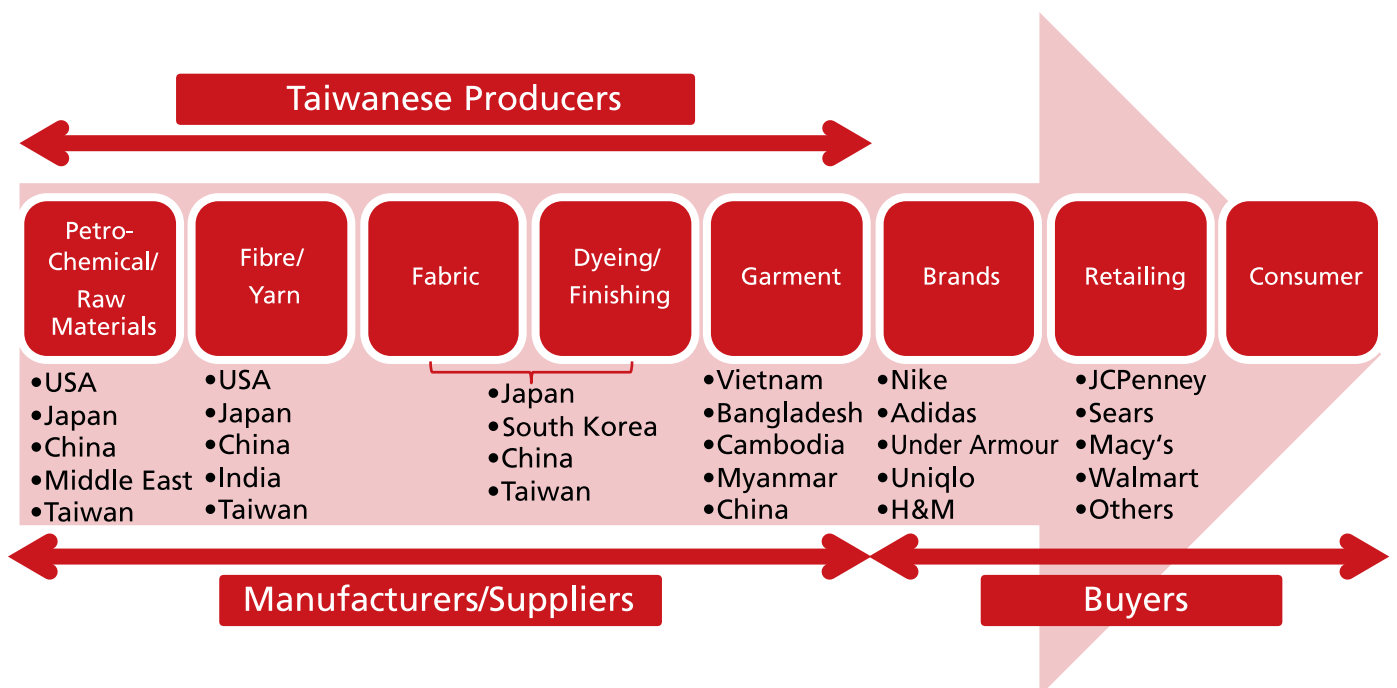 Taiwanese Producers
Petro-
Chemical/
Raw
Materials
Fibre/
Yarn
Fabric
Dyeing/
Finishing
Garment
Brands
Retailing
Consumer
•USA
•Japan
•China
•Middle East
•Taiwan
•USA
•Japan
•China
•India
•Taiwan
•Japan
•South Korea
•China
•Taiwan
•Vietnam
•Bangladesh
•Cambodia
•Myanmar
•China
•Nike
•Adidas
•Under Armour
•Uniqlo
•H&M
•JCPenney
•Sears
•Macy‘s
•Walmart
•Others
Manufacturers/Suppliers
Buyers